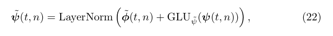 ψ̃(t, n) = LayerNorm ( ϕ̃(t, n) + GLU_ψ̃(ψ(t, n)) ) , (22)